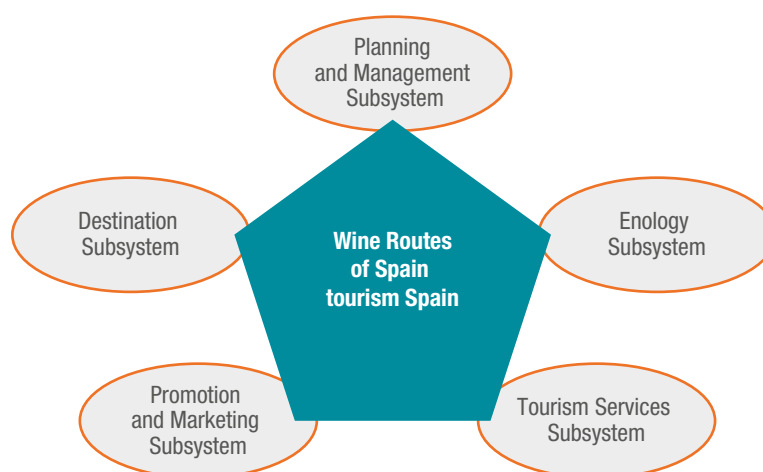 Planning
and Management
Subsystem
Destination
Subsystem
Enology
Subsystem
Wine Routes
of Spain
tourism Spain
Promotion
and Marketing
Subsystem
Tourism Services
Subsystem